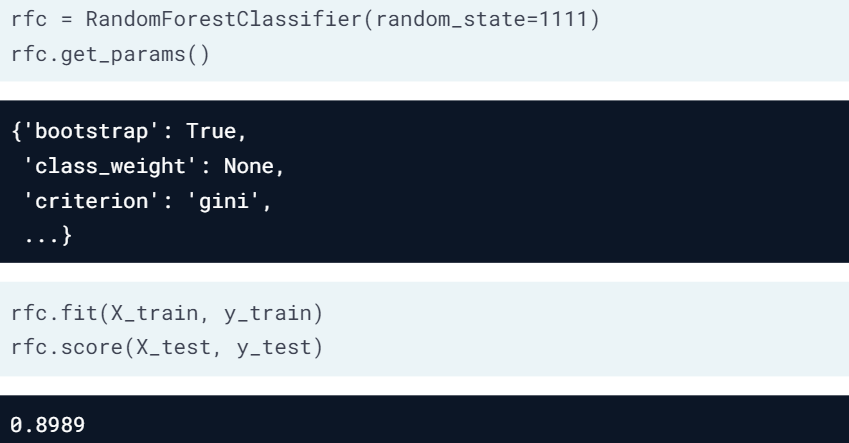 rfc = RandomForestClassifier(random_state=1111)
rfc.get_params()
{'bootstrap': True,
 'class_weight': None,
 'criterion': 'gini',
 ...}
rfc.fit(X_train, y_train)
rfc.score(X_test, y_test)
0.8989